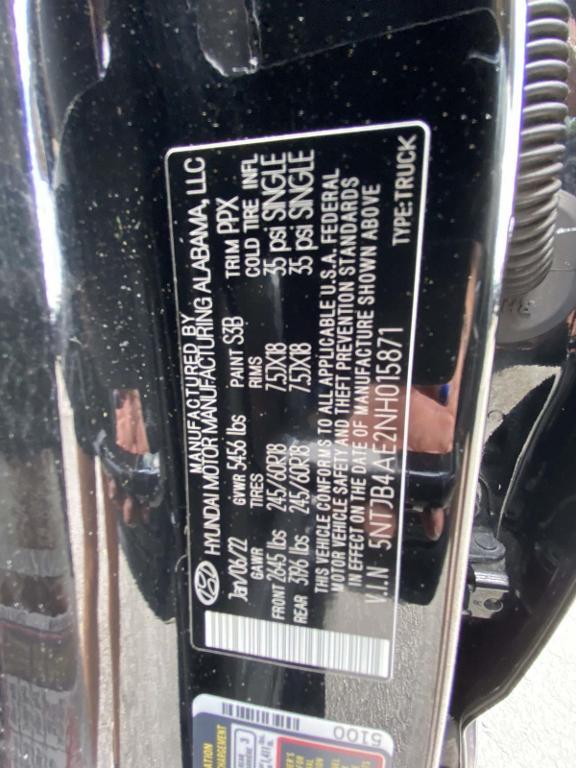 MANUFACTURED BY
HYUNDAI MOTOR MANUFACTURING ALABAMA, LLC
Jan/06/22 GVWR 5456 lbs PAINT S3B TRIM PPX
GAWR TIRES RIMS COLD TIRE INFL
FRONT 2645 lbs 245/60R18 7.5JX18 35 psi SINGLE
REAR 3096 lbs 245/60R18 7.5JX18 35 psi SINGLE
THIS VEHICLE CONFORMS TO ALL APPLICABLE U.S.A. FEDERAL
MOTOR VEHICLE SAFETY AND THEFT PREVENTION STANDARDS
IN EFFECT ON THE DATE OF MANUFACTURE SHOWN ABOVE
V.I.N 5NTJB4AE2NH015871 TYPE:TRUCK
5100